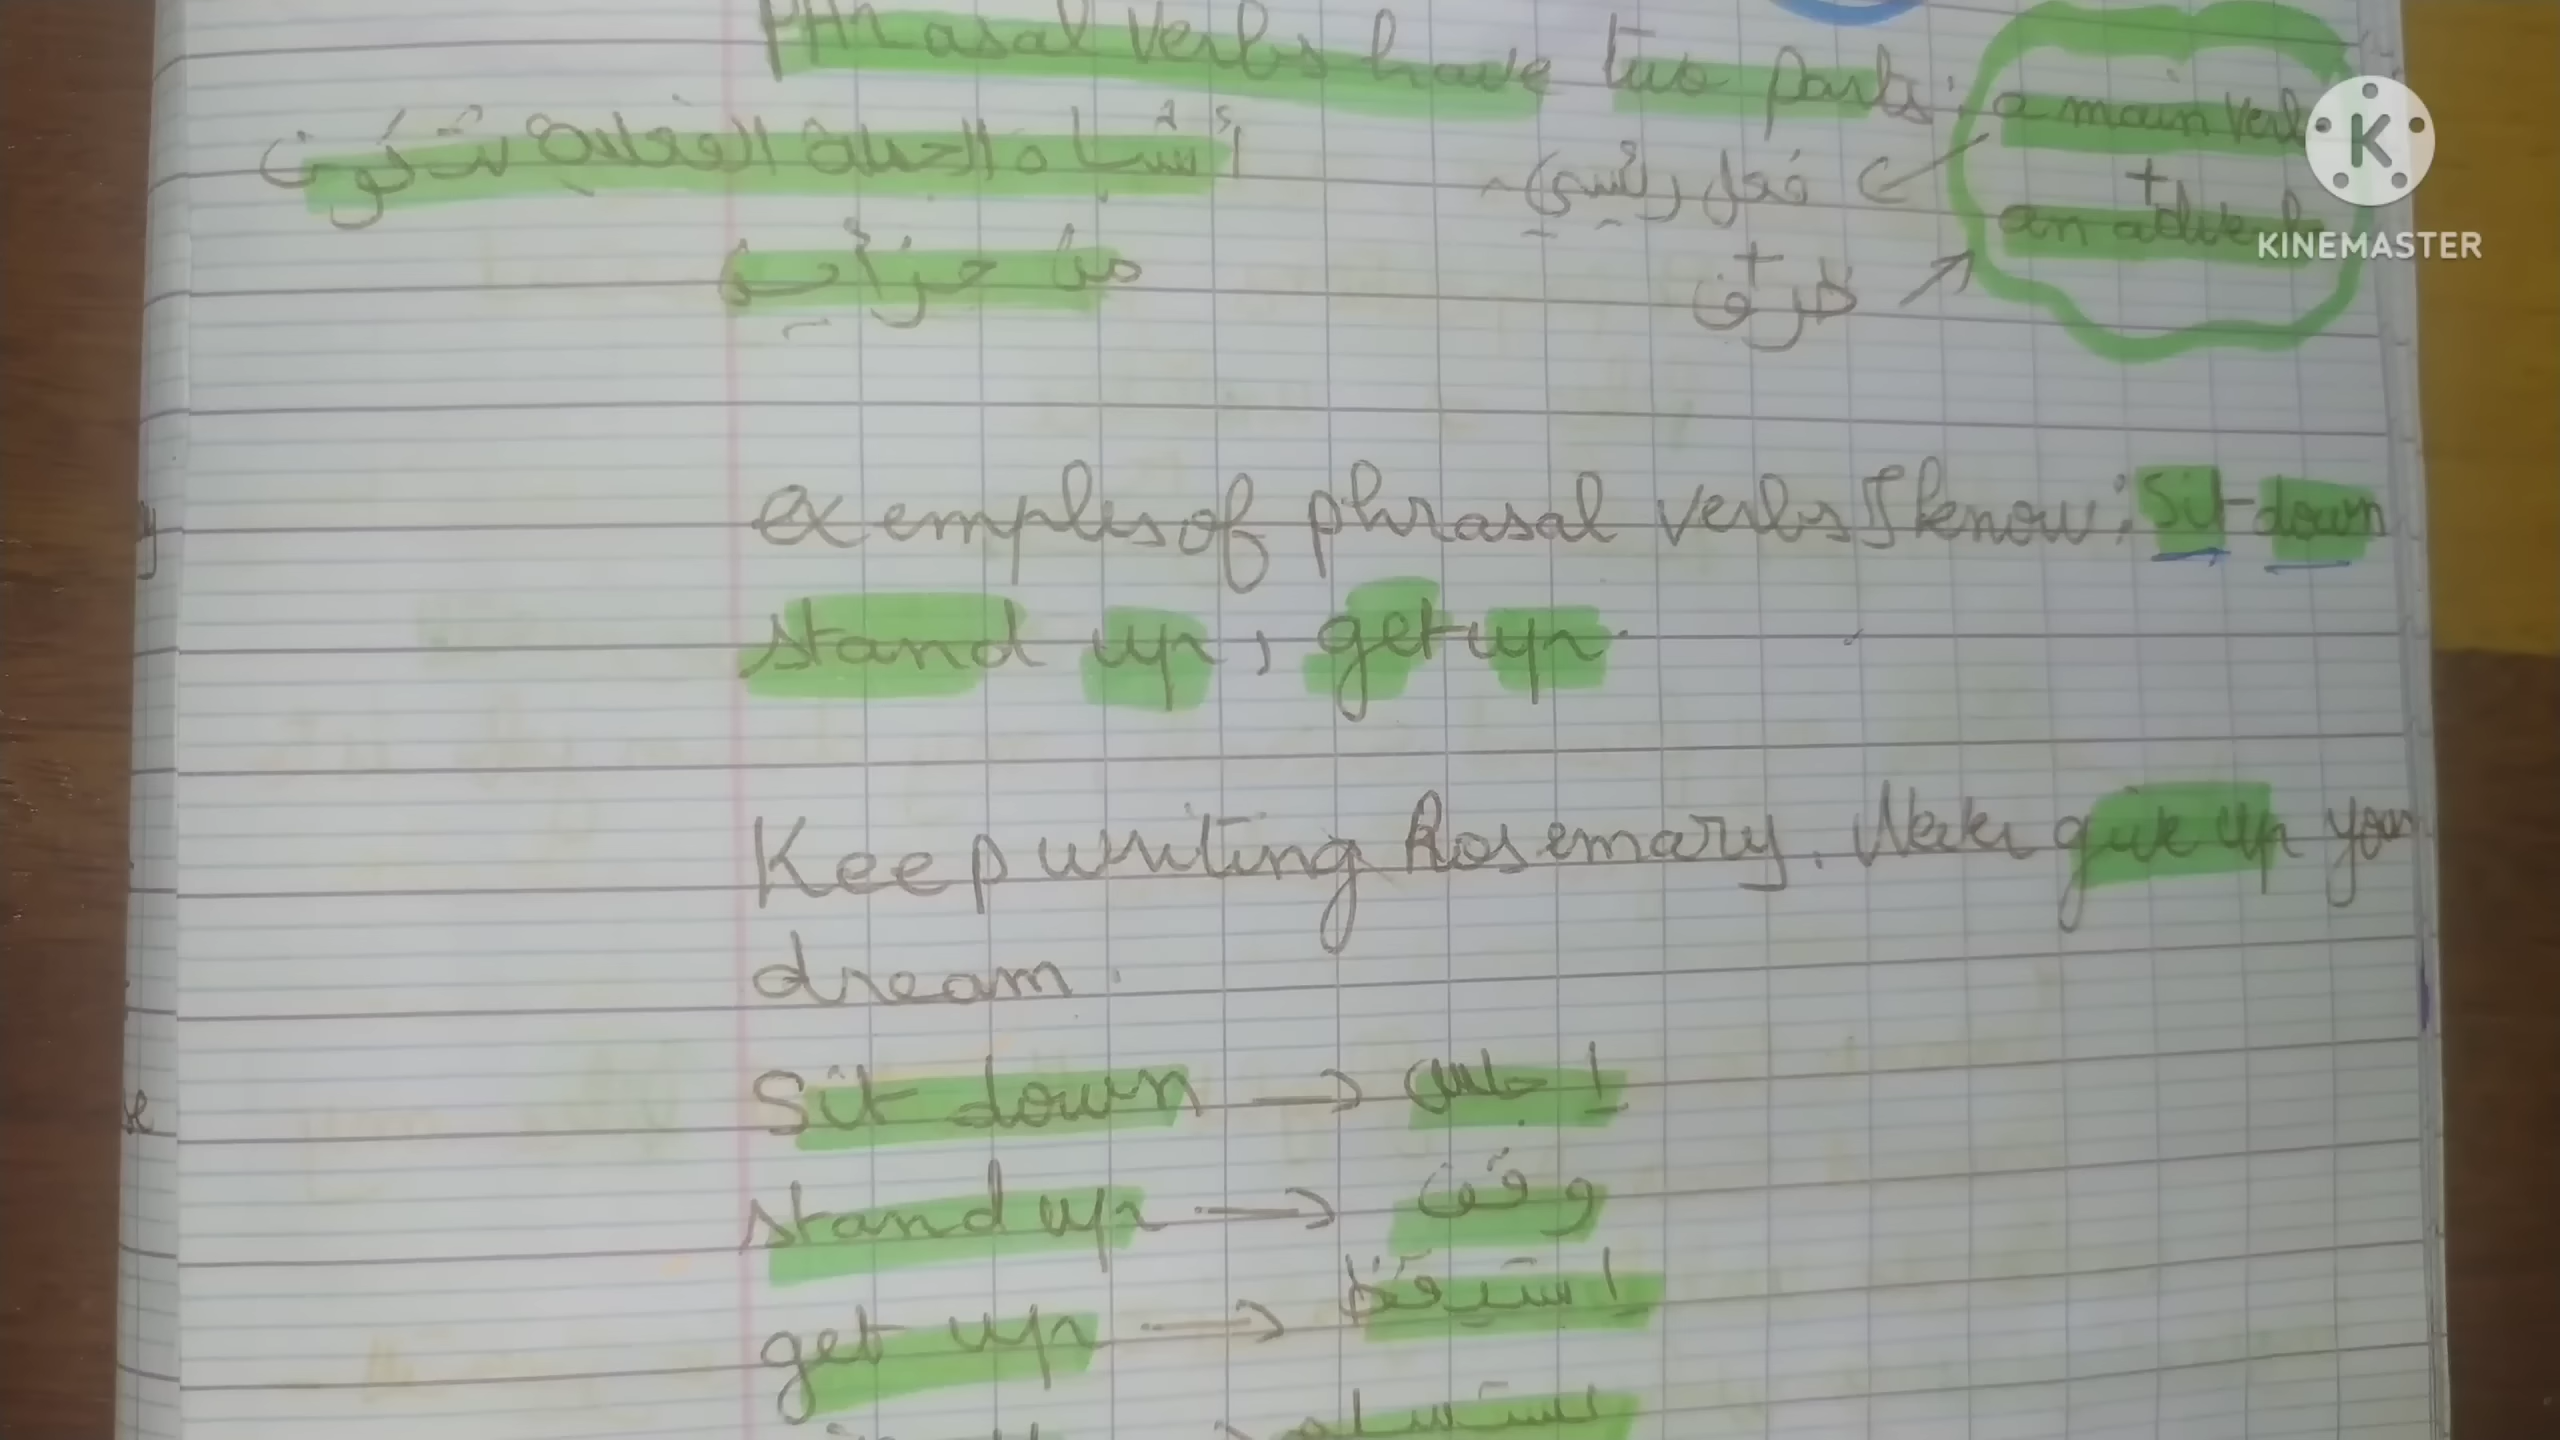 Phrasal verbs have two parts: a main verb
+
an adverb
أشياء الجملة الفعلية تتكون
من جزأين
فعل رئيسي
+
ظرف
KINEMASTER
exemples of phrasal verbs I know: Sit-down
stand up, get up.
Keep writing Rosemary. Never give up your
dream.
Sit down → اجلس
stand up → وقف
get up → استيقظ